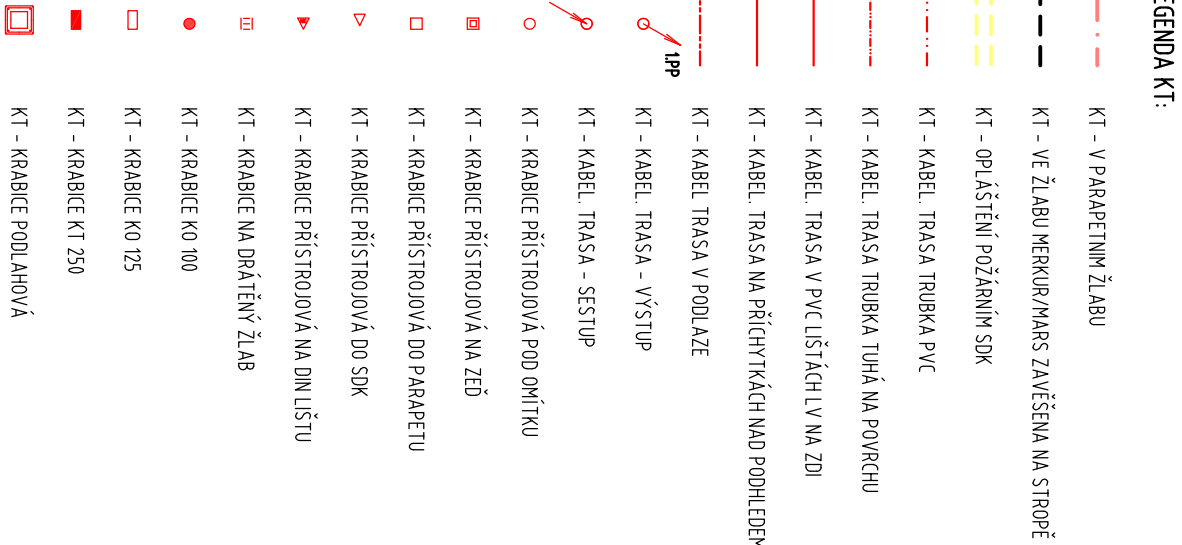 EGENDA KT:
KT - V PARAPETNIM ŽLABU
KT - VE ŽLABU MERKUR/MARS ZAVĚŠENA NA STROPĚ
KT - OPLÁŠTĚNÍ POŽÁRNÍM SDK
KT - KABEL. TRASA TRUBKA PVC
KT - KABEL. TRASA TRUBKA TUHÁ NA POVRCHU
KT - KABEL. TRASA V PVC LIŠTÁCH LV NA ZDI
KT - KABEL. TRASA NA PŘÍCHYTKÁCH NAD PODHLEDEM
KT - KABEL TRASA V PODLAZE
1.PP
KT - KABEL. TRASA - VÝSTUP
KT - KABEL. TRASA - SESTUP
KT - KRABICE PŘÍSTROJOVÁ POD OMÍTKU
KT - KRABICE PŘÍSTROJOVÁ NA ZEĎ
KT - KRABICE PŘÍSTROJOVÁ DO PARAPETU
KT - KRABICE PŘÍSTROJOVÁ DO SDK
KT - KRABICE PŘÍSTROJOVÁ NA DIN LIŠTU
KT - KRABICE NA DRÁTĚNÝ ŽLAB
KT - KRABICE KO 100
KT - KRABICE KO 125
KT - KRABICE KT 250
KT - KRABICE PODLAHOVÁ